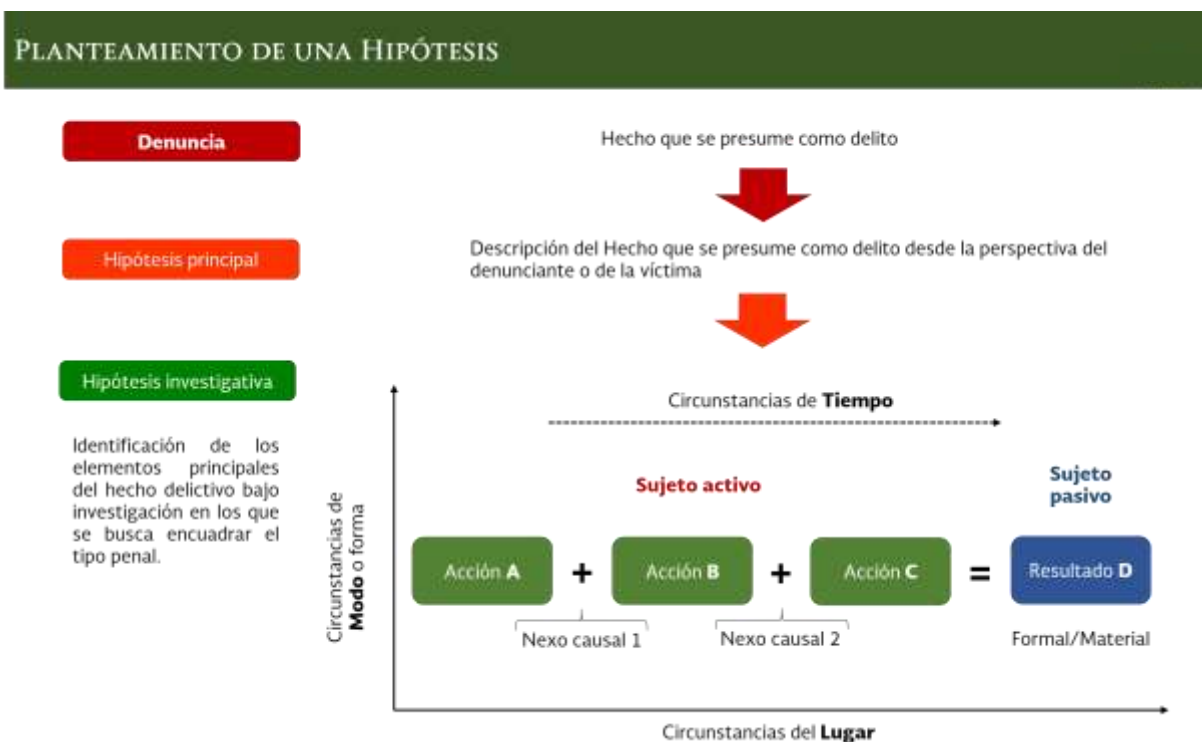 PLANTEAMIENTO DE UNA HIPÓTESIS
Denuncia
Hecho que se presume como delito
Hipótesis principal
Descripción del Hecho que se presume como delito desde la perspectiva del
denunciante o de la víctima
Hipótesis investigativa
Identificación de los
elementos principales
del hecho delictivo bajo
investigación en los que
se busca encuadrar el
tipo penal.
Circunstancias de Tiempo
Circunstancias de
Modo o forma
Sujeto activo
Sujeto
pasivo
Acción A + Acción B + Acción C = Resultado D
Nexo causal 1
Nexo causal 2
Formal/Material
Circunstancias del Lugar